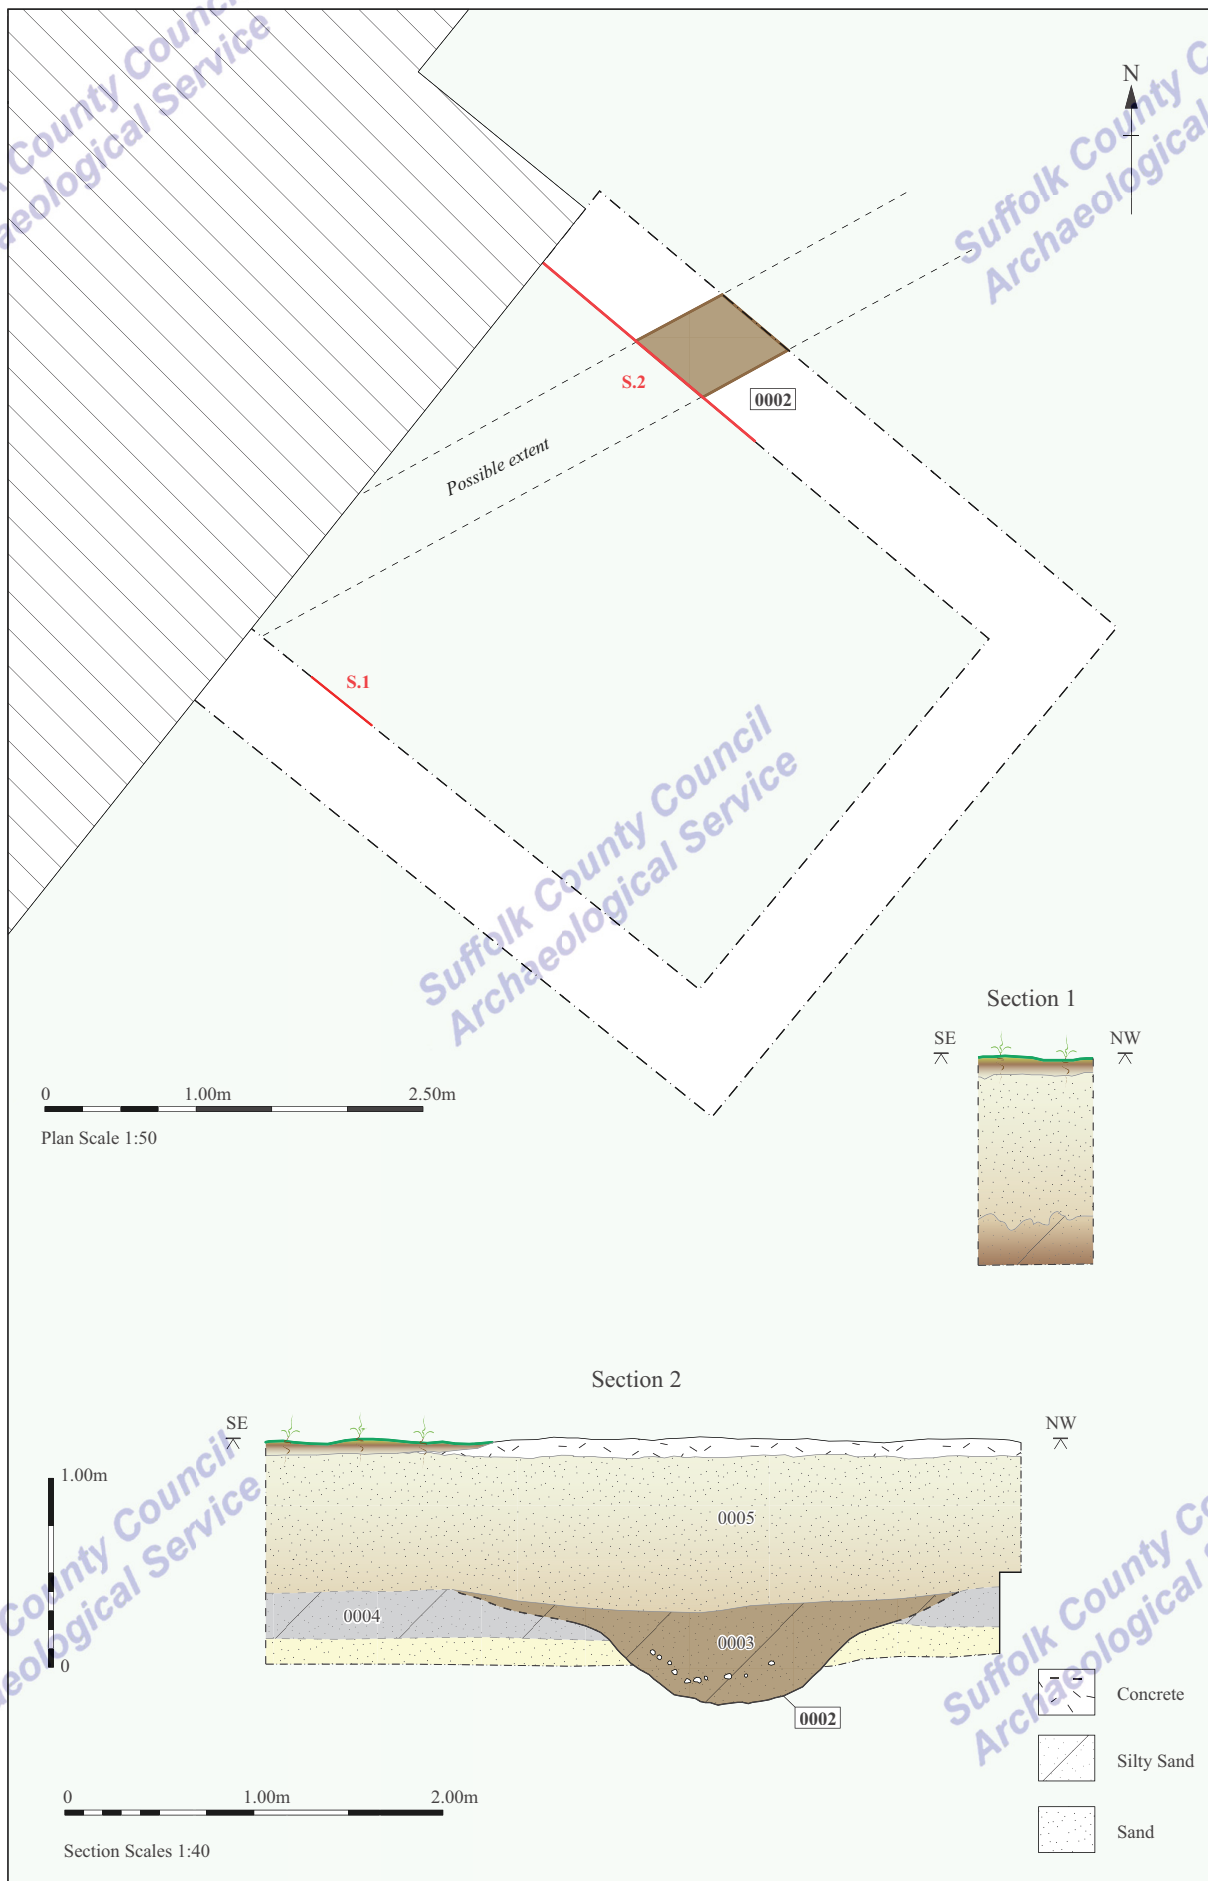 Suffolk County Council
Archaeological Service
N
S.2
0002
Possible extent
S.1
Suffolk County Council
Archaeological Service
0 1.00m 2.50m
Plan Scale 1:50
Section 1
SE NW
Section 2
SE NW
1.00m
0
0005
0004
0003
0002
Concrete
Silty Sand
Sand
0 1.00m 2.00m
Section Scales 1:40